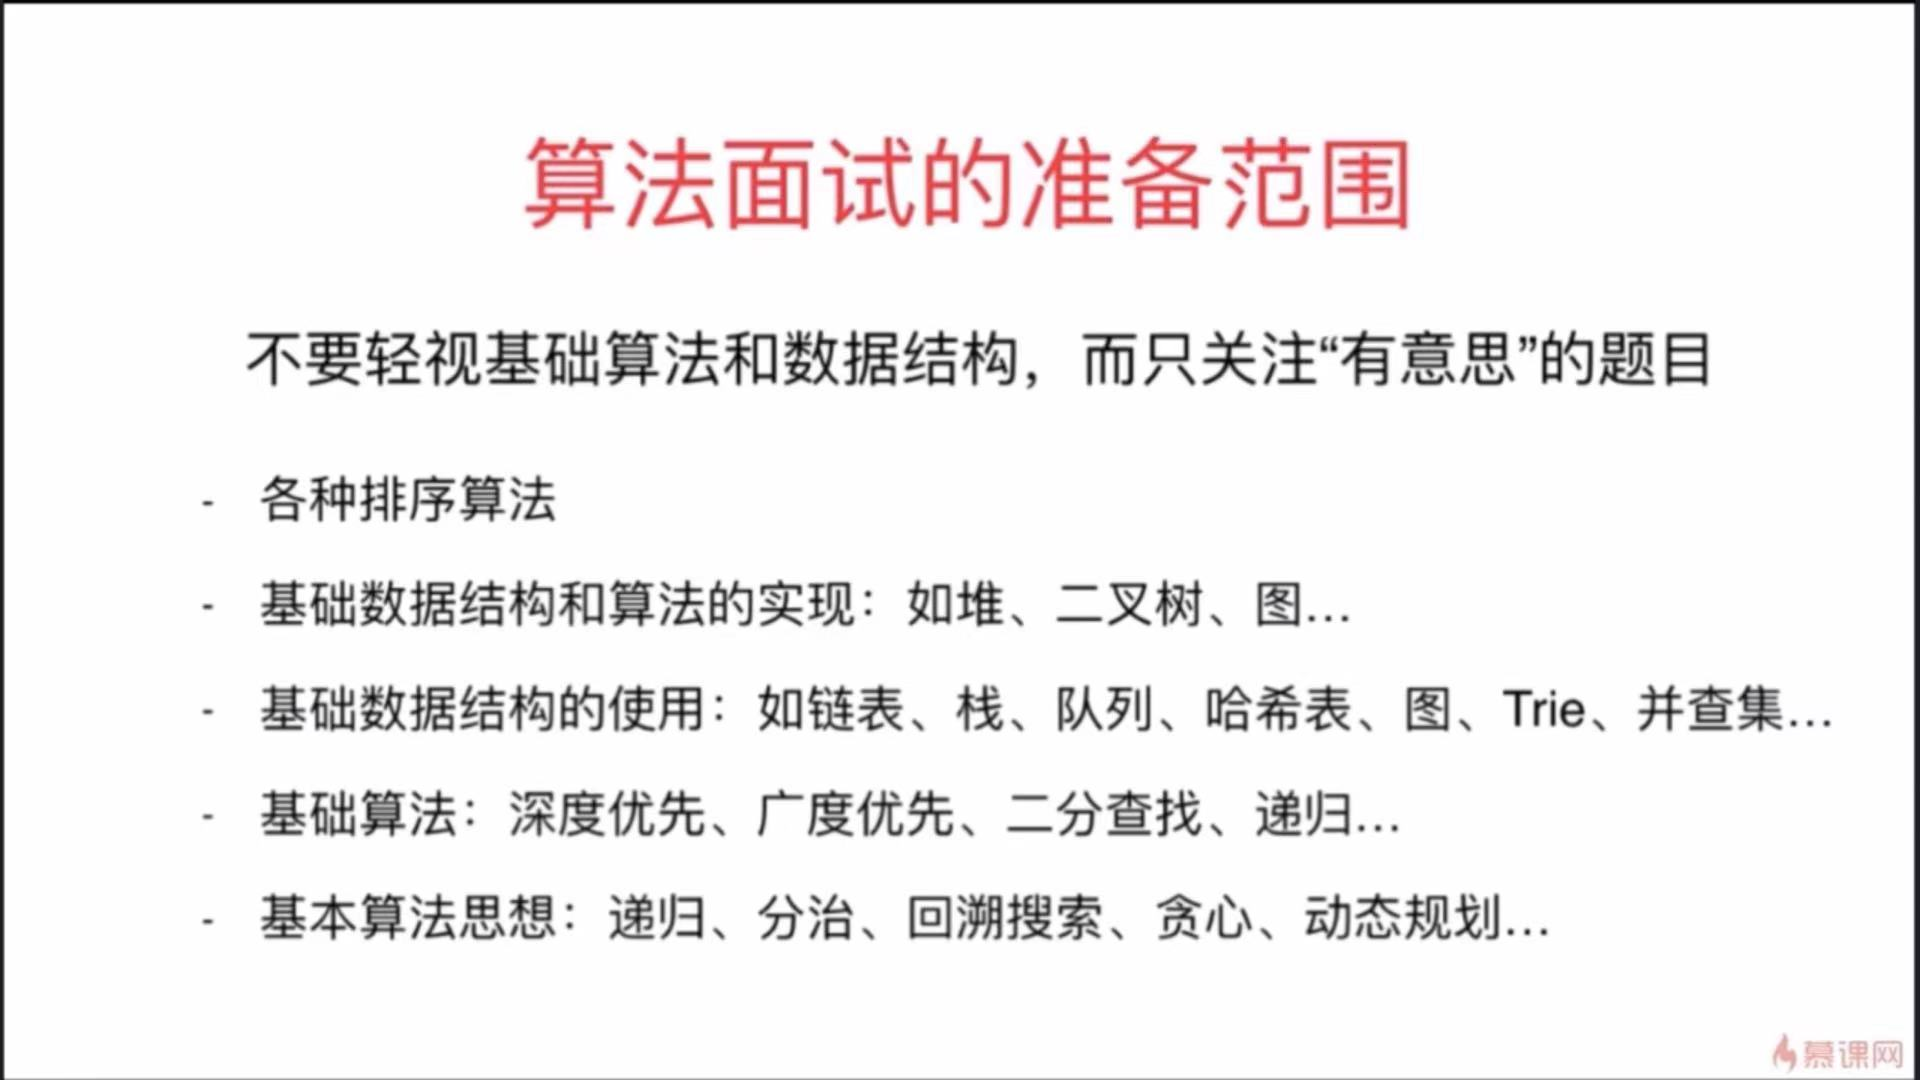 算法面试的准备范围
不要轻视基础算法和数据结构，而只关注“有意思”的题目
- 各种排序算法
- 基础数据结构和算法的实现：如堆、二叉树、图...
- 基础数据结构的使用：如链表、栈、队列、哈希表、图、Trie、并查集...
- 基础算法：深度优先、广度优先、二分查找、递归...
- 基本算法思想：递归、分治、回溯搜索、贪心、动态规划...
慕课网